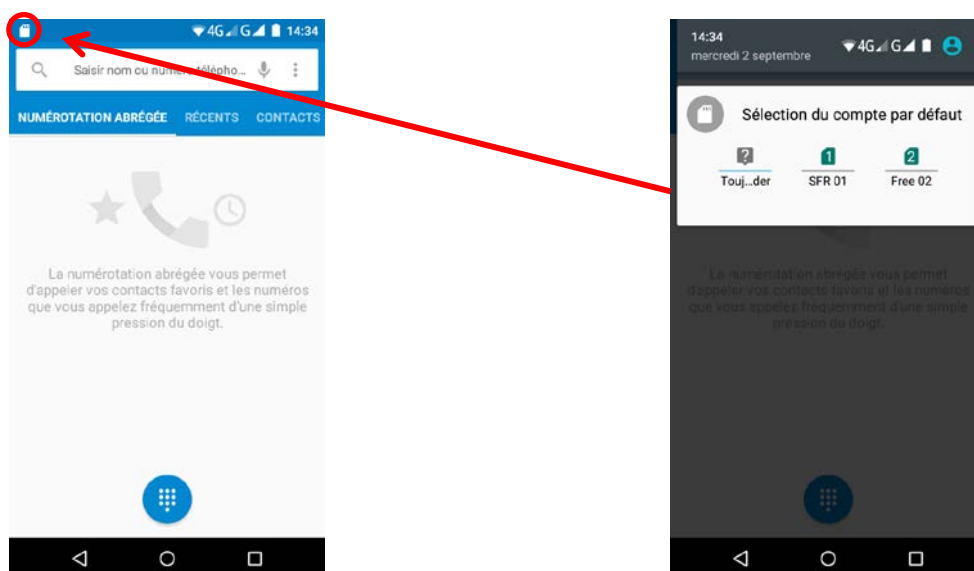 4G G 14:34
Saisir nom ou numéro télépho...
NUMÉROTATION ABRÉGÉE RÉCENTS CONTACTS
La numérotation abrégée vous permet
d'appeler vos contacts favoris et les numéros
que vous appelez fréquemment d'une simple
pression du doigt.
14:34
mercredi 2 septembre
4G G
Sélection du compte par défaut
1 2
Touj...der SFR 01 Free 02
La numérotation abrégée vous permet
d'appeler vos contacts favoris et les numéros
que vous appelez fréquemment d'une simple
pression du doigt.